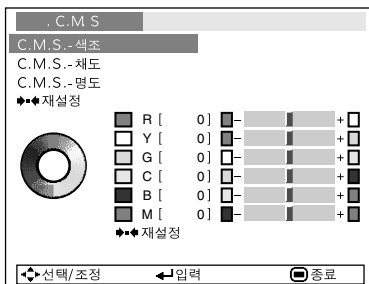 . C.M S
C.M.S.-색조
C.M.S.-채도
C.M.S.-명도
재설정
R [ 0] - +
Y [ 0] - +
G [ 0] - +
C [ 0] - +
B [ 0] - +
M [ 0] - +
재설정
선택/조정 입력 종료